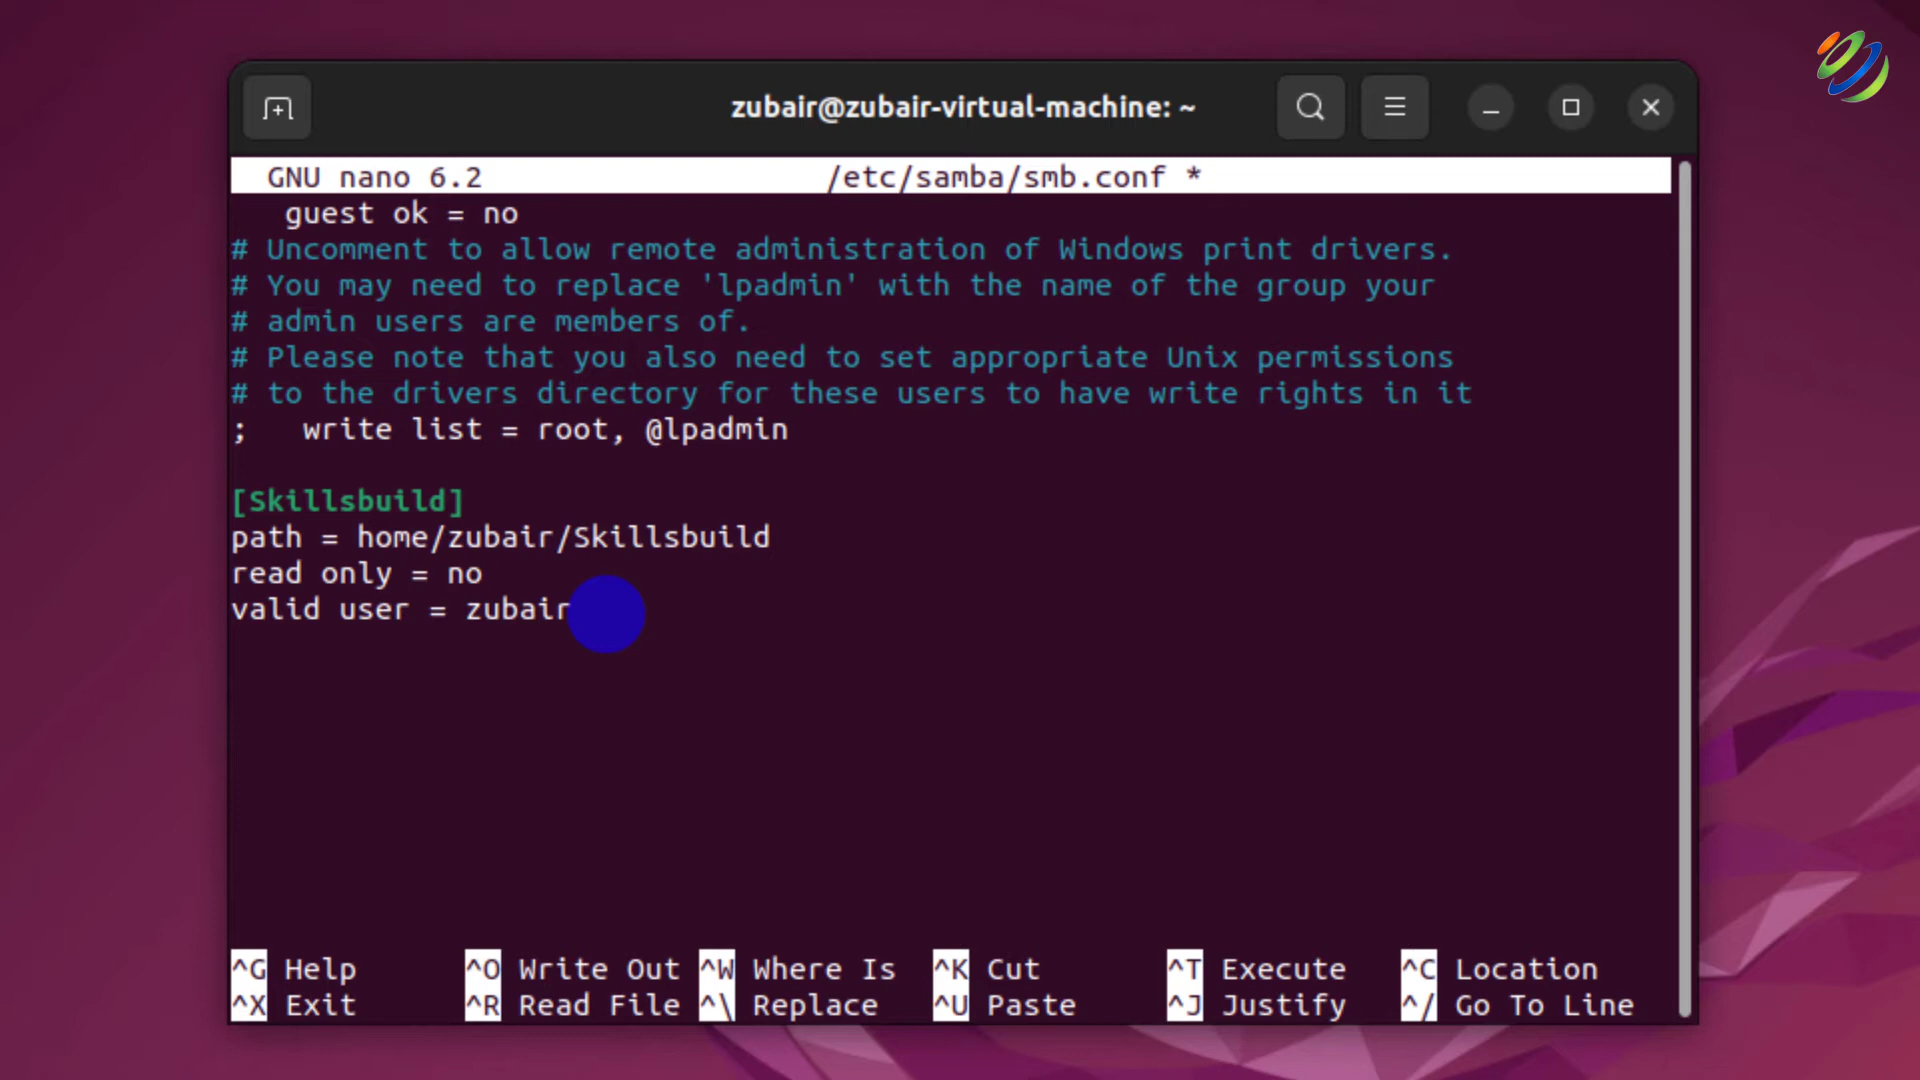 zubair@zubair-virtual-machine: ~
GNU nano 6.2 /etc/samba/smb.conf *
guest ok = no
# Uncomment to allow remote administration of Windows print drivers.
# You may need to replace 'lpadmin' with the name of the group your
# admin users are members of.
# Please note that you also need to set appropriate Unix permissions
# to the drivers directory for these users to have write rights in it
;   write list = root, @lpadmin
[Skillsbuild]
path = home/zubair/Skillsbuild
read only = no
valid user = zubair
^G Help ^O Write Out ^W Where Is ^K Cut ^T Execute ^C Location
^X Exit ^R Read File ^\ Replace ^U Paste ^J Justify ^/ Go To Line